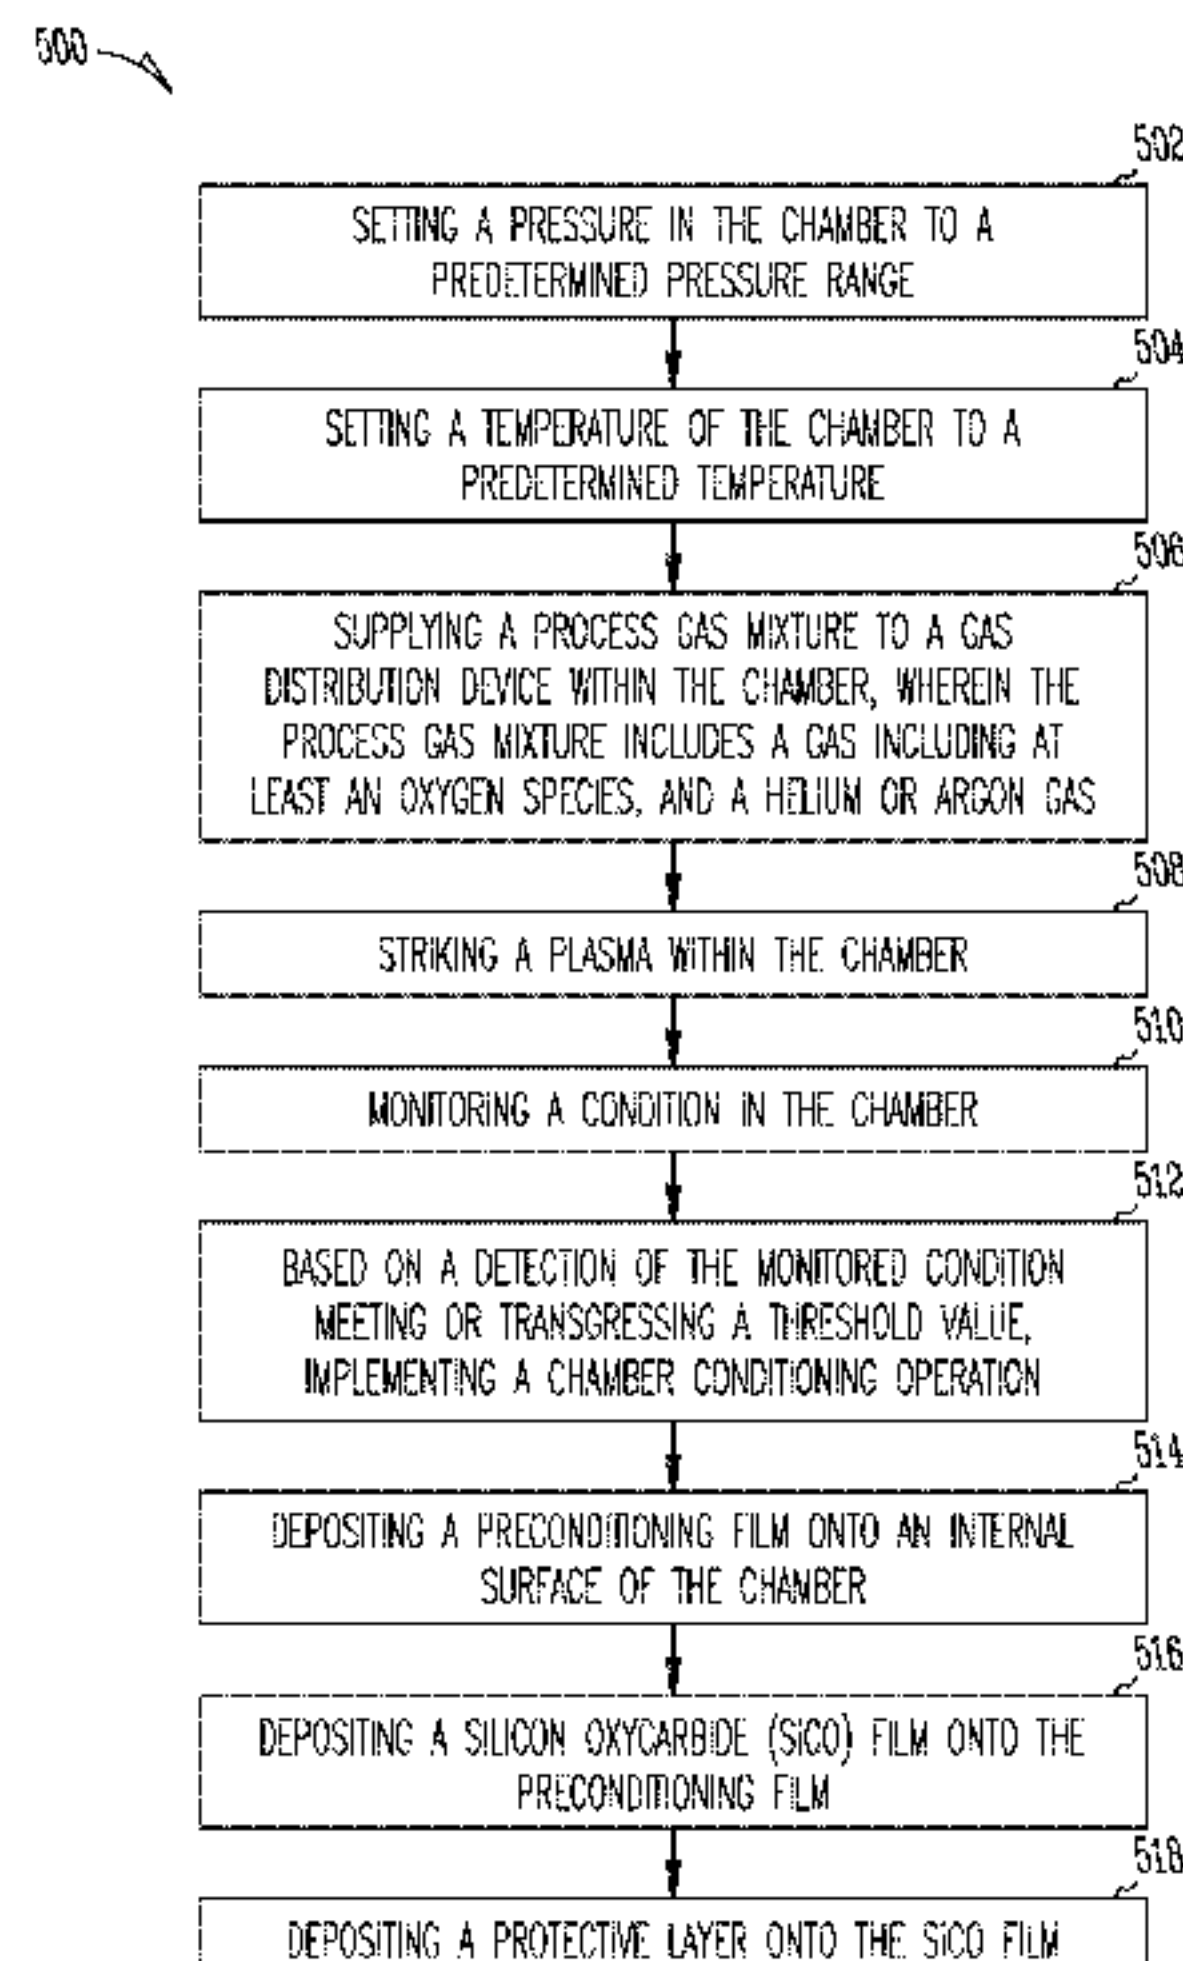 500
502
SETTING A PRESSURE IN THE CHAMBER TO A
PREDETERMINED PRESSURE RANGE
504
SETTING A TEMPERATURE OF THE CHAMBER TO A
PREDETERMINED TEMPERATURE
506
SUPPLYING A PROCESS GAS MIXTURE TO A GAS
DISTRIBUTION DEVICE WITHIN THE CHAMBER, WHEREIN THE
PROCESS GAS MIXTURE INCLUDES A GAS INCLUDING AT
LEAST AN OXYGEN SPECIES, AND A HELIUM OR ARGON GAS
508
STRIKING A PLASMA WITHIN THE CHAMBER
510
MONITORING A CONDITION IN THE CHAMBER
512
BASED ON A DETECTION OF THE MONITORED CONDITION
MEETING OR TRANSGRESSING A THRESHOLD VALUE,
IMPLEMENTING A CHAMBER CONDITIONING OPERATION
514
DEPOSITING A PRECONDITIONING FILM ONTO AN INTERNAL
SURFACE OF THE CHAMBER
516
DEPOSITING A SILICON OXYCARBIDE (SiCO) FILM ONTO THE
PRECONDITIONING FILM
518
DEPOSITING A PROTECTIVE LAYER ONTO THE SiCO FILM